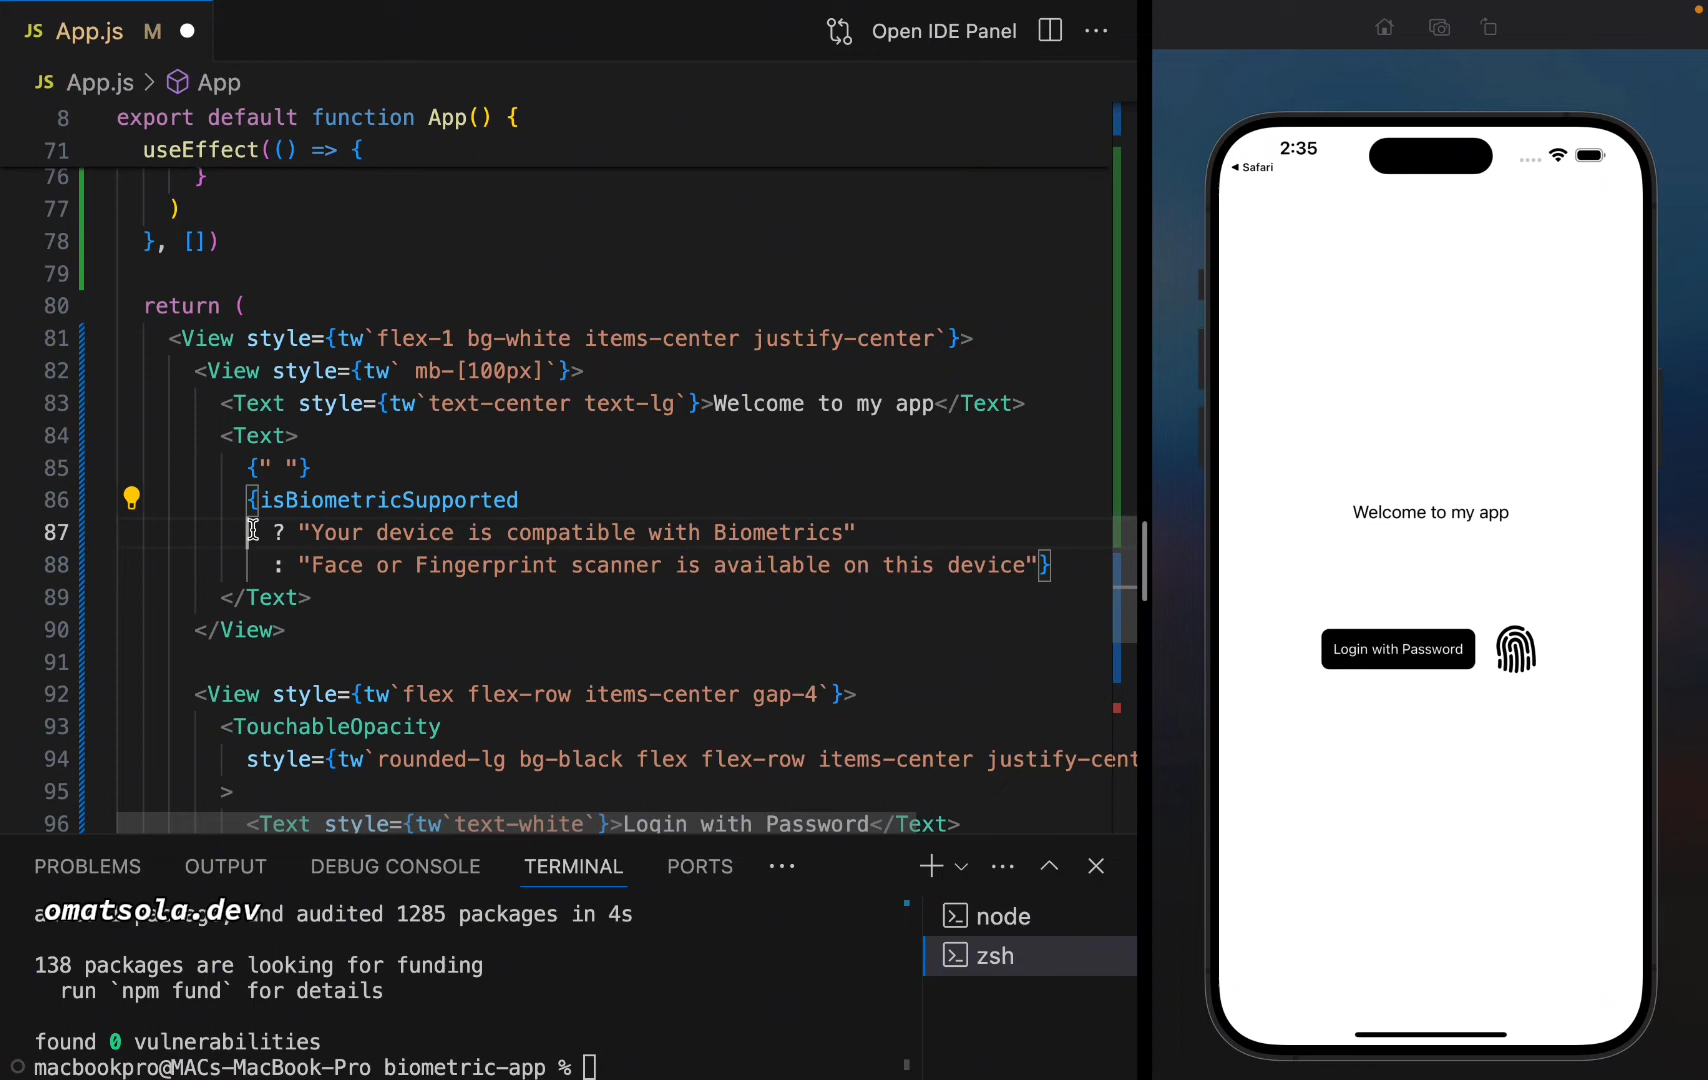 JS App.js M
Open IDE Panel
JS App.js > App
8 export default function App() {
71 useEffect(() => {
76 }
77 )
78 }, [])
79
80 return (
81 <View style={tw`flex-1 bg-white items-center justify-center`}>
82 <View style={tw` mb-[100px]`}>
83 <Text style={tw`text-center text-lg`}>Welcome to my app</Text>
84 <Text>
85 {" "}
86 {isBiometricSupported
87 ? "Your device is compatible with Biometrics"
88 : "Face or Fingerprint scanner is available on this device"}
89 </Text>
90 </View>
91
92 <View style={tw`flex flex-row items-center gap-4`}>
93 <TouchableOpacity
94 style={tw`rounded-lg bg-black flex flex-row items-center justify-cent
95 >
96 <Text style={tw`text-white`}>Login with Password</Text>
PROBLEMS OUTPUT DEBUG CONSOLE TERMINAL PORTS
omatsola.dev
and audited 1285 packages in 4s
138 packages are looking for funding
run `npm fund` for details
found 0 vulnerabilities
macbookpro@MACs-MacBook-Pro biometric-app %
node
zsh
2:35
Safari
Welcome to my app
Login with Password